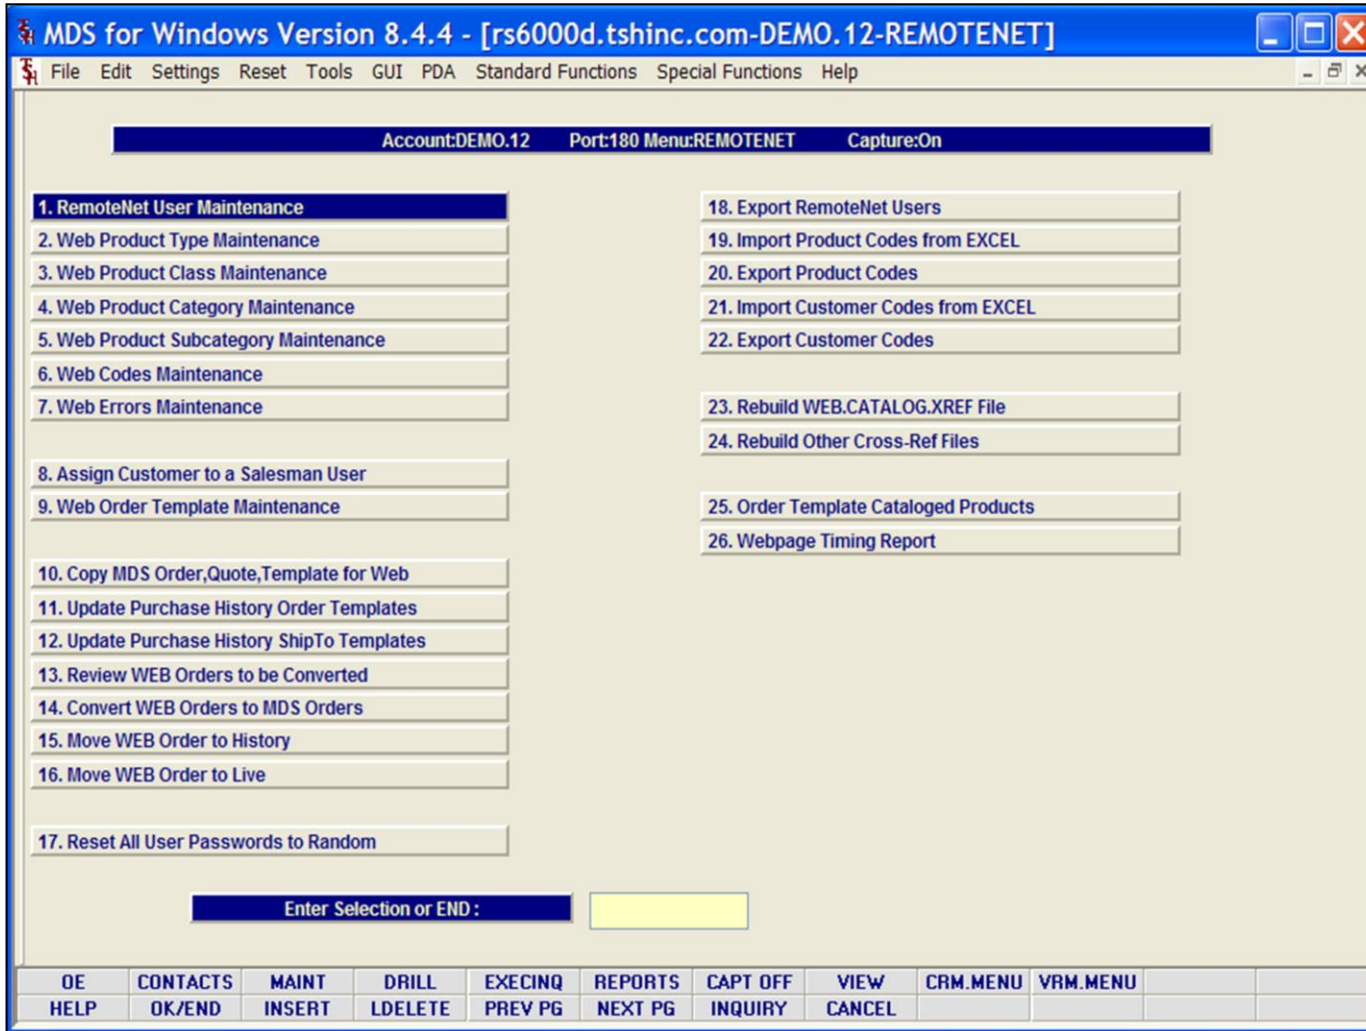 MDS for Windows Version 8.4.4 - [rs6000d.tshinc.com-DEMO.12-REMOTENET]
File Edit Settings Reset Tools GUI PDA Standard Functions Special Functions Help
Account:DEMO.12 Port:180 Menu:REMOTENET Capture:On
1. RemoteNet User Maintenance
2. Web Product Type Maintenance
3. Web Product Class Maintenance
4. Web Product Category Maintenance
5. Web Product Subcategory Maintenance
6. Web Codes Maintenance
7. Web Errors Maintenance
8. Assign Customer to a Salesman User
9. Web Order Template Maintenance
10. Copy MDS Order,Quote,Template for Web
11. Update Purchase History Order Templates
12. Update Purchase History ShipTo Templates
13. Review WEB Orders to be Converted
14. Convert WEB Orders to MDS Orders
15. Move WEB Order to History
16. Move WEB Order to Live
17. Reset All User Passwords to Random
18. Export RemoteNet Users
19. Import Product Codes from EXCEL
20. Export Product Codes
21. Import Customer Codes from EXCEL
22. Export Customer Codes
23. Rebuild WEB.CATALOG.XREF File
24. Rebuild Other Cross-Ref Files
25. Order Template Cataloged Products
26. Webpage Timing Report
Enter Selection or END :
OE CONTACTS MAINT DRILL EXECINQ REPORTS CAPT OFF VIEW CRM.MENU VRM.MENU
HELP OK/END INSERT LDELETE PREV PG NEXT PG INQUIRY CANCEL